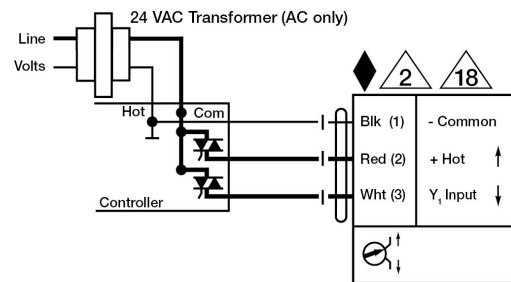 24 VAC Transformer (AC only)
Line
Volts
2
18
Hot
Com
Blk (1)
- Common
Red (2)
+ Hot
Wht (3)
Y1 Input
Controller